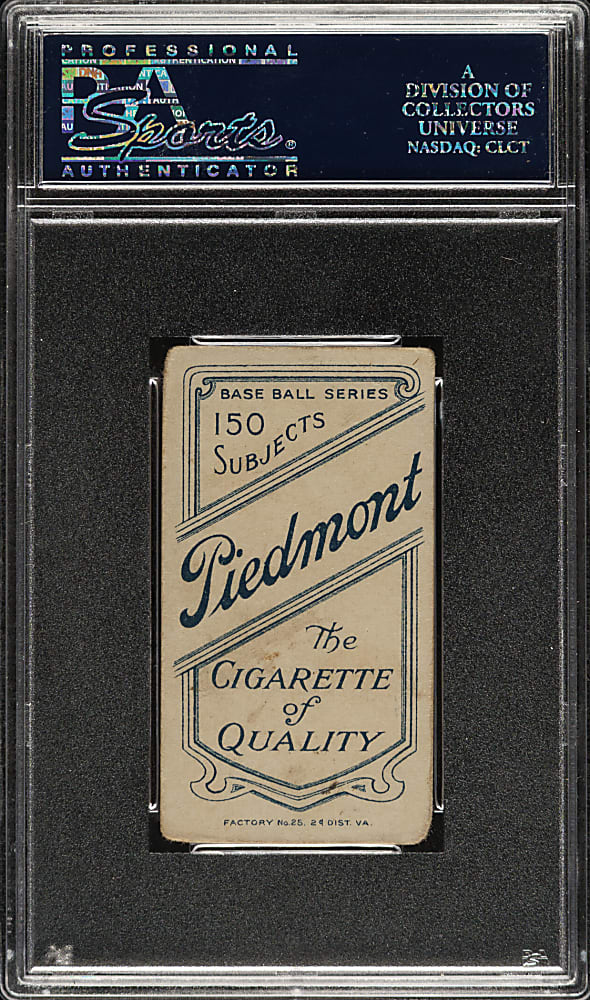 PROFESSIONAL
PSA
Sports®
AUTHENTICATOR
A
DIVISION OF
COLLECTORS
UNIVERSE
NASDAQ: CLCT
BASE BALL SERIES
150
SUBJECTS
Piedmont
The
CIGARETTE
of
QUALITY
FACTORY No. 25. 2d DIST. VA.
PSA